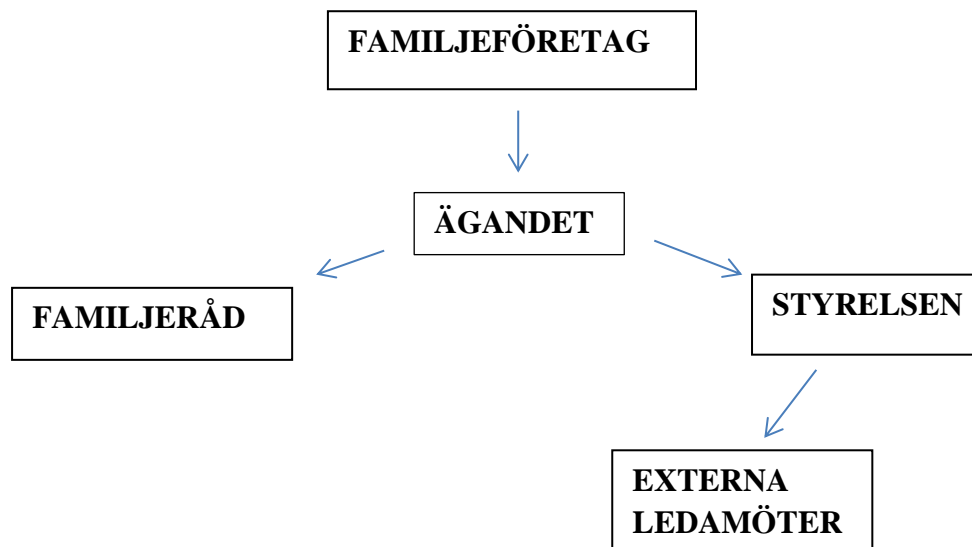 FAMILJEFÖRETAG
ÄGANDET
FAMILJERÅD
STYRELSEN
EXTERNA
LEDAMÖTER